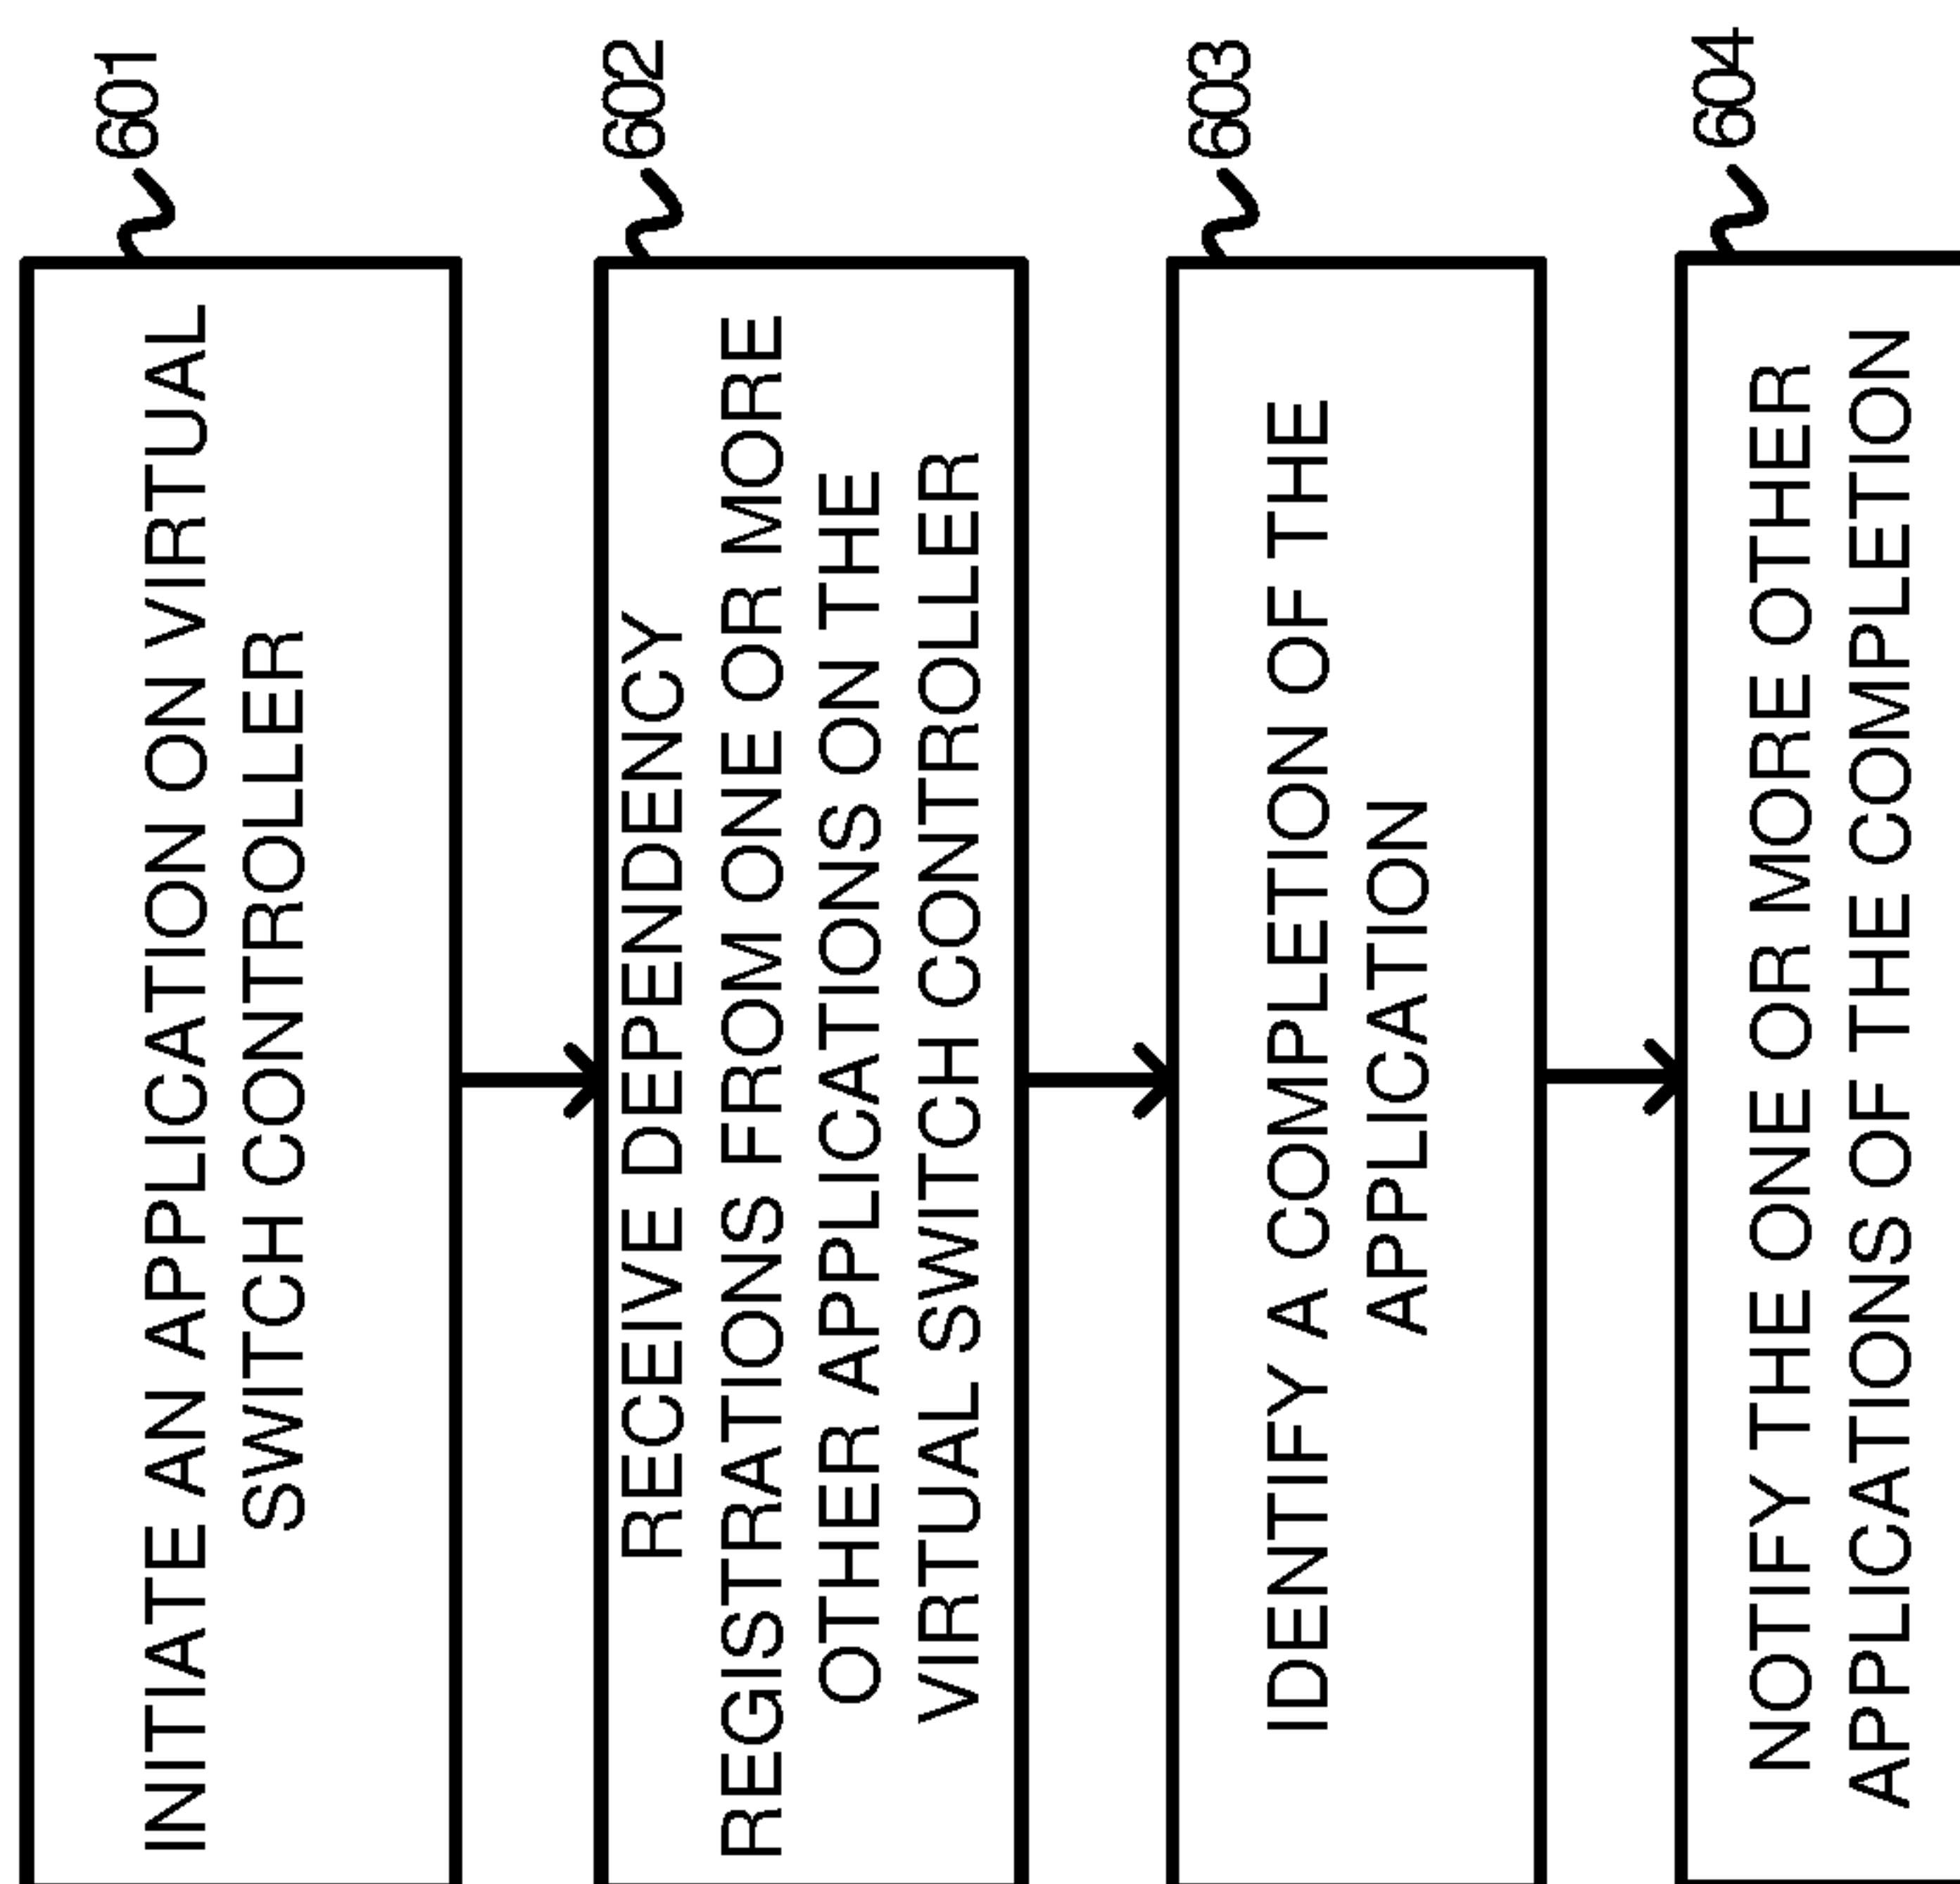 601
INITIATE AN APPLICATION ON VIRTUAL
SWITCH CONTROLLER
602
RECEIVE DEPENDENCY
REGISTRATIONS FROM ONE OR MORE
OTHER APPLICATIONS ON THE
VIRTUAL SWITCH CONTROLLER
603
IDENTIFY A COMPLETION OF THE
APPLICATION
604
NOTIFY THE ONE OR MORE OTHER
APPLICATIONS OF THE COMPLETION